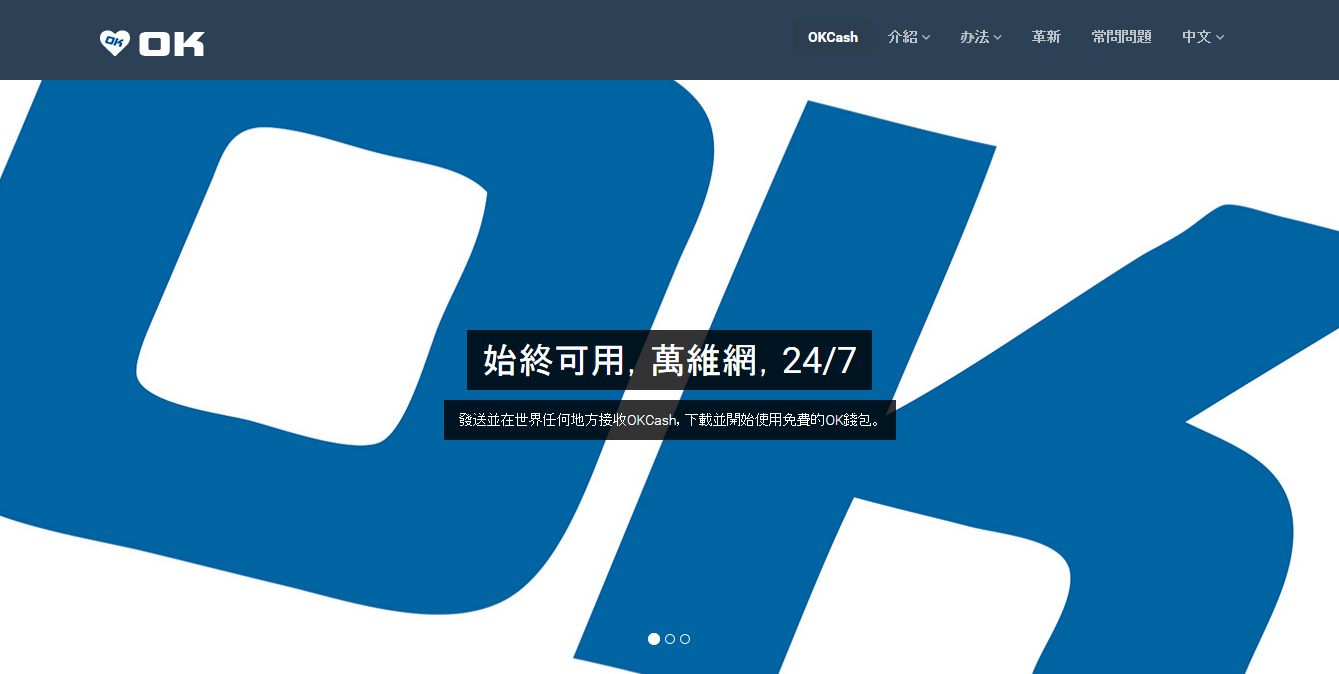 OK OK
OKCash 介紹 办法 革新 常問問題 中文
OK
始終可用, 萬維網, 24/7
發送並在世界任何地方接收OKCash, 下載並開始使用免費的OK錢包。